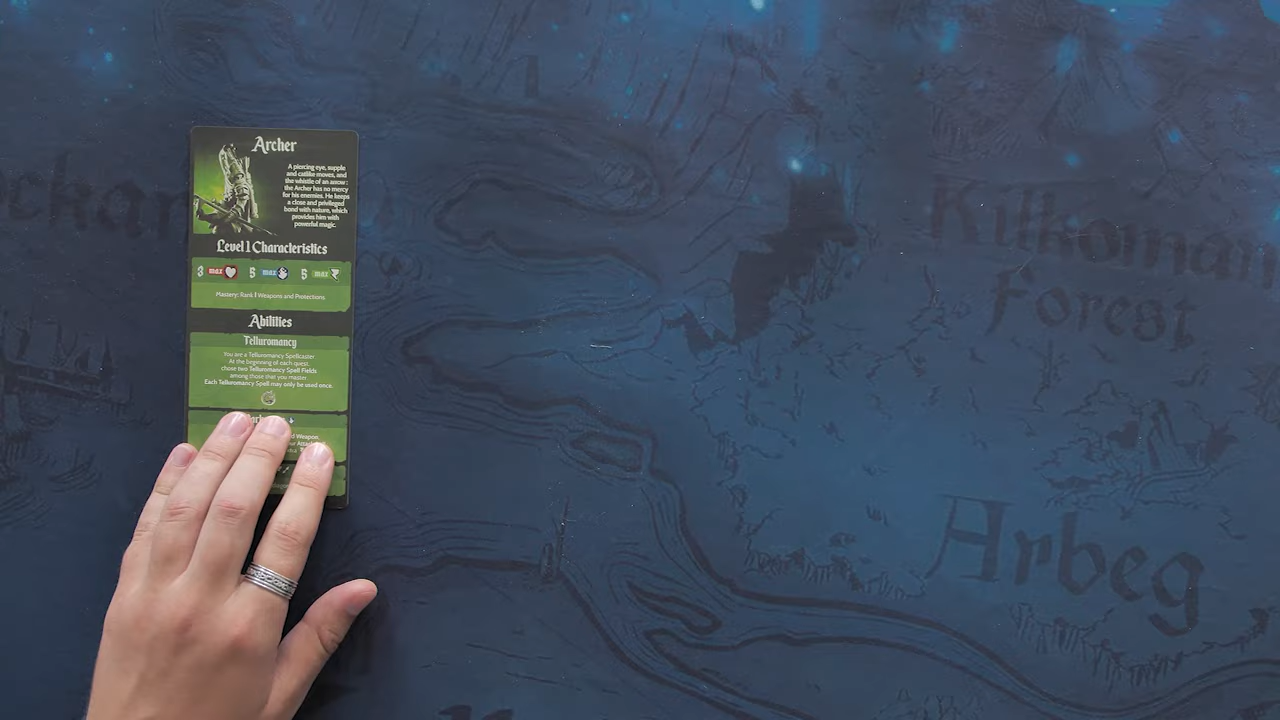 Archer
A piercing eye, supple
and catlike moves, and
the whistle of an arrow :
the Archer has no mercy
for his enemies. He keeps
a close and privileged
bond with nature, which
provides him with
powerful magic.
Level 1 Characteristics
3 max 5 max 5 max
Mastery: Rank 1 Weapons and Protections
Abilities
Telluromancy
You are a Telluromancy Spellcaster
At the beginning of each quest,
chose two Telluromancy Spell Fields
among those that you master
Each Telluromancy Spell may only be used once.
Weapon,
Kilkoman
Forest
Arbeg